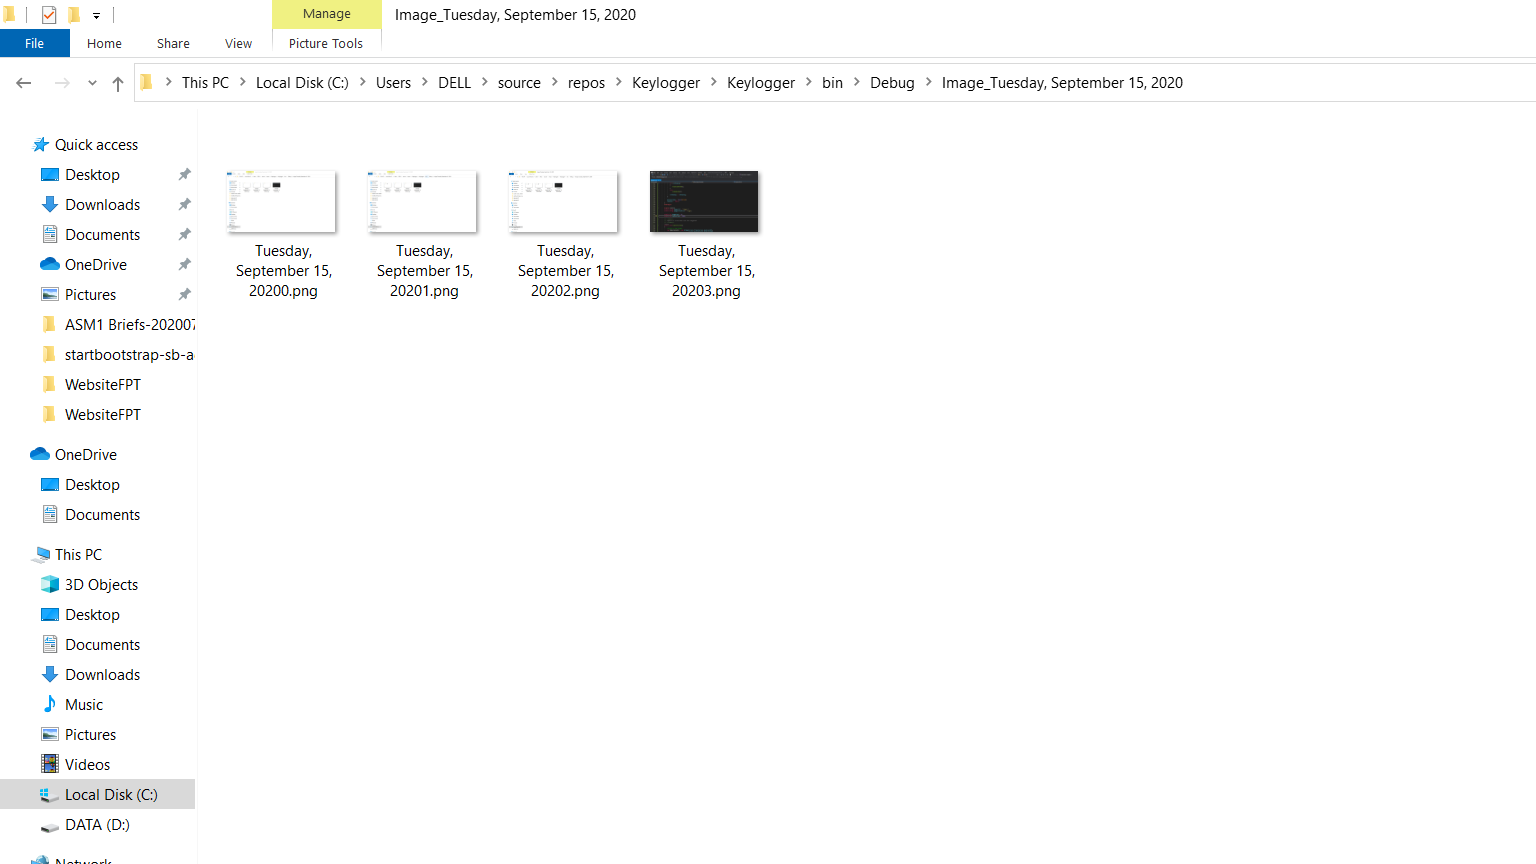 Manage
Image_Tuesday, September 15, 2020
File
Home
Share
View
Picture Tools
This PC
Local Disk (C:)
Users
DELL
source
repos
Keylogger
Keylogger
bin
Debug
Image_Tuesday, September 15, 2020
Quick access
Desktop
Downloads
Documents
OneDrive
Pictures
ASM1 Briefs-202007
startbootstrap-sb-a
WebsiteFPT
WebsiteFPT
OneDrive
Desktop
Documents
This PC
3D Objects
Desktop
Documents
Downloads
Music
Pictures
Videos
Local Disk (C:)
DATA (D:)
Network
Tuesday,
September 15,
20200.png
Tuesday,
September 15,
20201.png
Tuesday,
September 15,
20202.png
Tuesday,
September 15,
20203.png